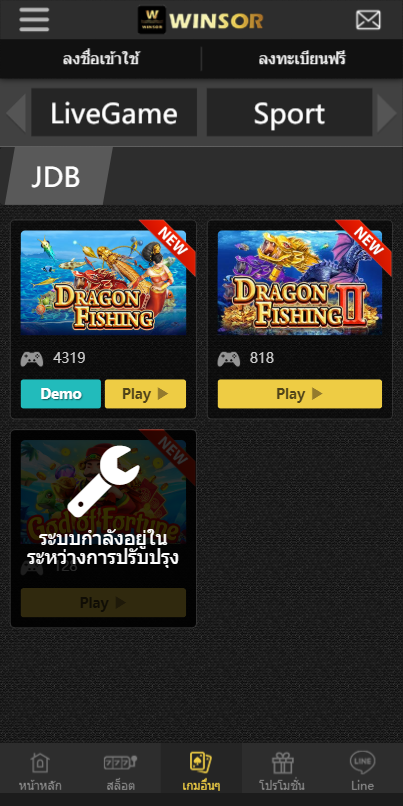 W WINSOR
WINSOR
ลงชื่อเข้าใช้
ลงทะเบียนฟรี
LiveGame
Sport
JDB
NEW
DRAGON
FISHING
4319
Demo
Play
NEW
DRAGON
FISHING II
818
Play
NEW
God of Fortune
ระบบกำลังอยู่ใน
ระหว่างการปรับปรุง
128
Play
หน้าหลัก
777
สล็อต
เกมอื่นๆ
โปรโมชั่น
LINE
Line